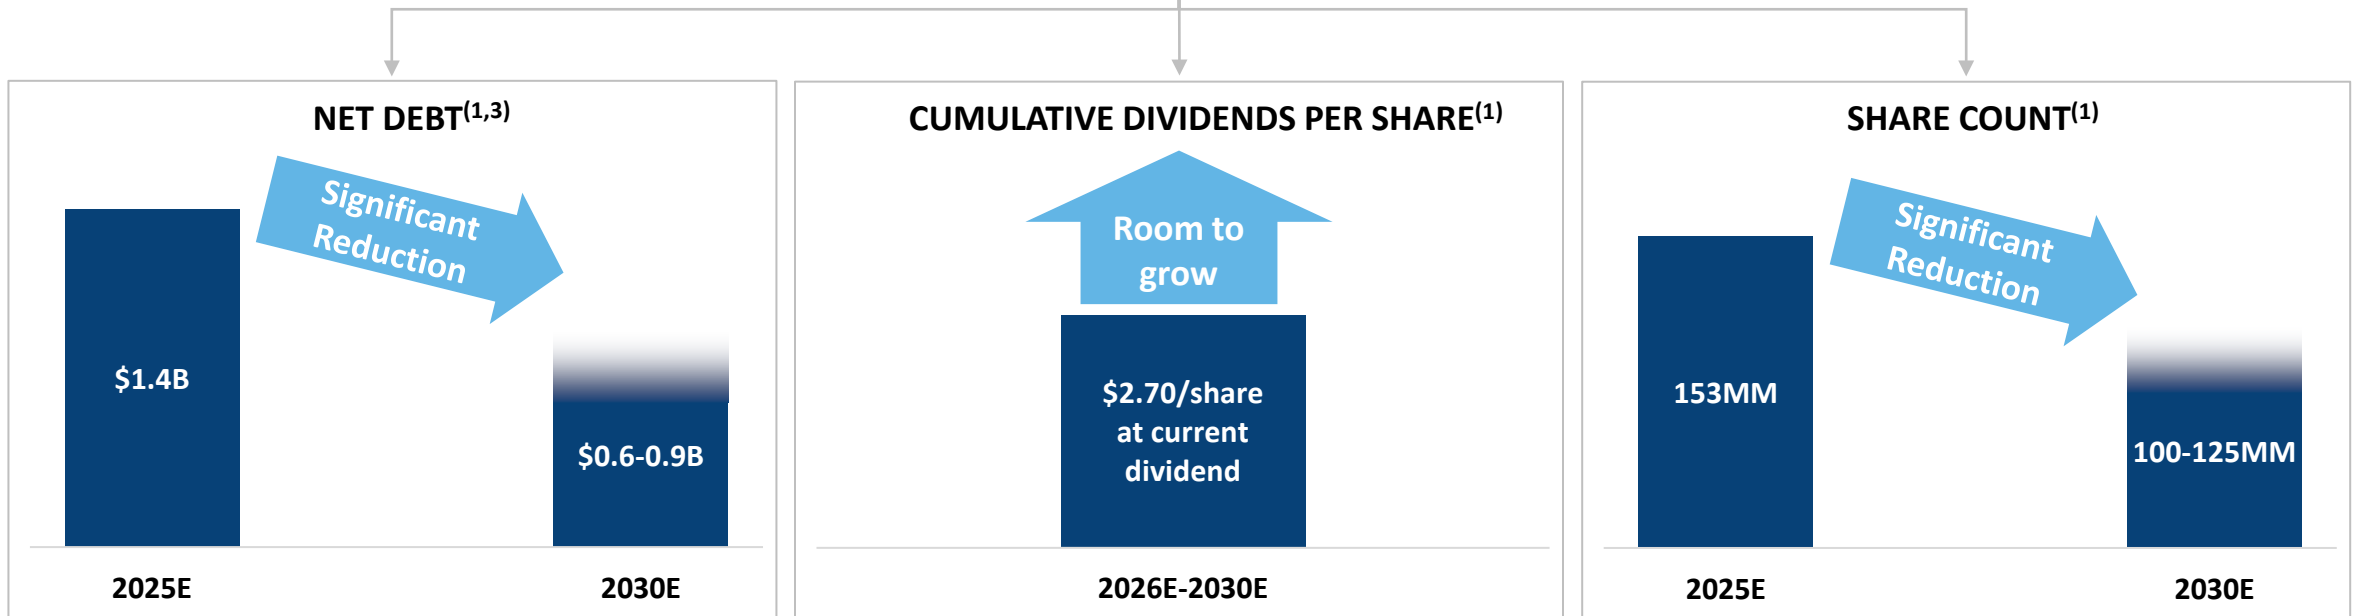 NET DEBT(1,3)
Significant
Reduction
$1.4B
$0.6-0.9B
2025E
2030E
CUMULATIVE DIVIDENDS PER SHARE(1)
Room to
grow
$2.70/share
at current
dividend
2026E-2030E
SHARE COUNT(1)
Significant
Reduction
153MM
100-125MM
2025E
2030E